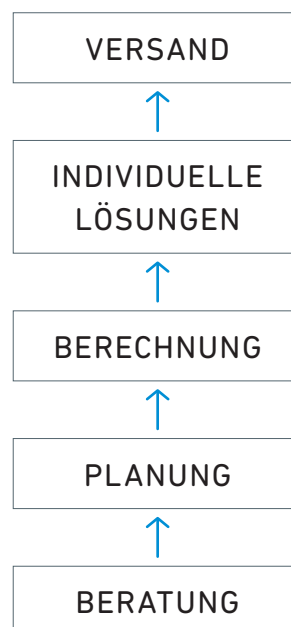 VERSAND
INDIVIDUELLE
LÖSUNGEN
BERECHNUNG
PLANUNG
BERATUNG